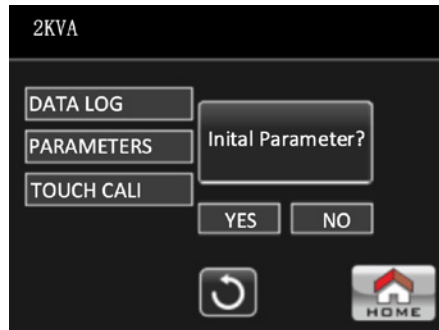 2KVA
DATA LOG
PARAMETERS
TOUCH CALI
Inital Parameter?
YES
NO
HOME